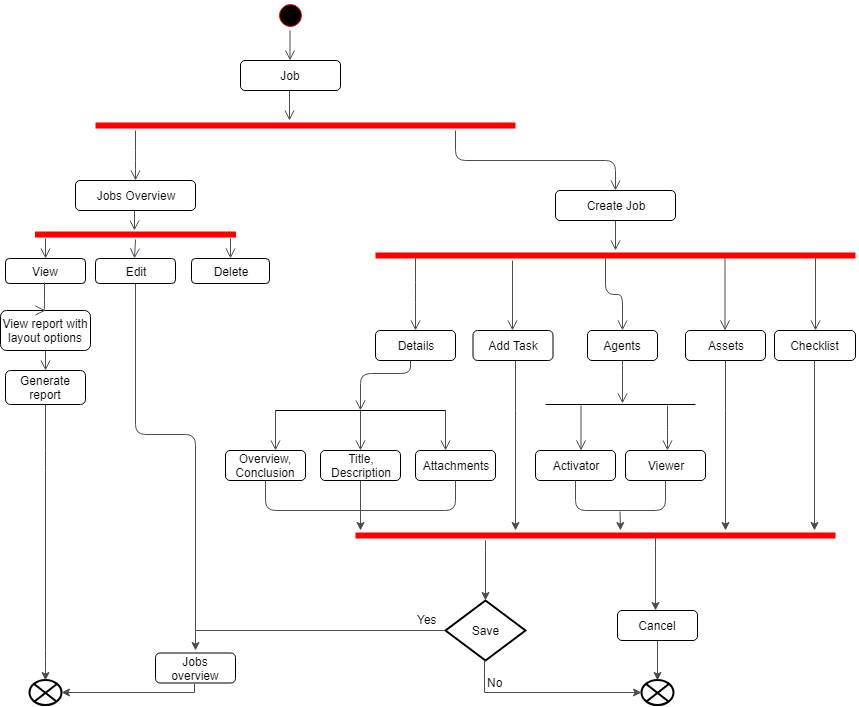 Job
Jobs Overview
Create Job
View
Edit
Delete
View report with
layout options
Details
Add Task
Agents
Assets
Checklist
Generate
report
Overview,
Conclusion
Title,
Description
Attachments
Activator
Viewer
Yes
Save
Cancel
Jobs
overview
No